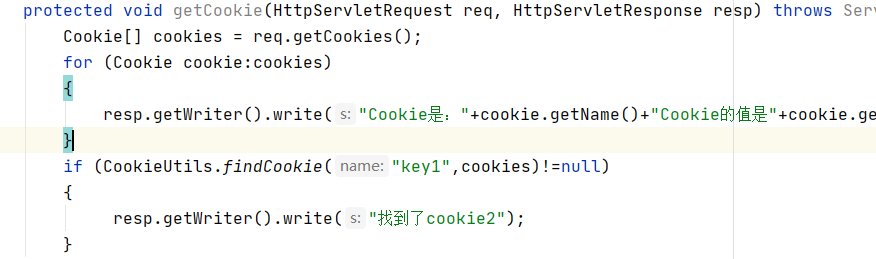 protected void getCookie(HttpServletRequest req, HttpServletResponse resp) throws Serv
Cookie[] cookies = req.getCookies();
for (Cookie cookie:cookies)
{
resp.getWriter().write( s: "Cookie是："+cookie.getName()+"Cookie的值是"+cookie.ge
}
if (CookieUtils.findCookie( name: "key1",cookies)!=null)
{
resp.getWriter().write( s: "找到了cookie2");
}